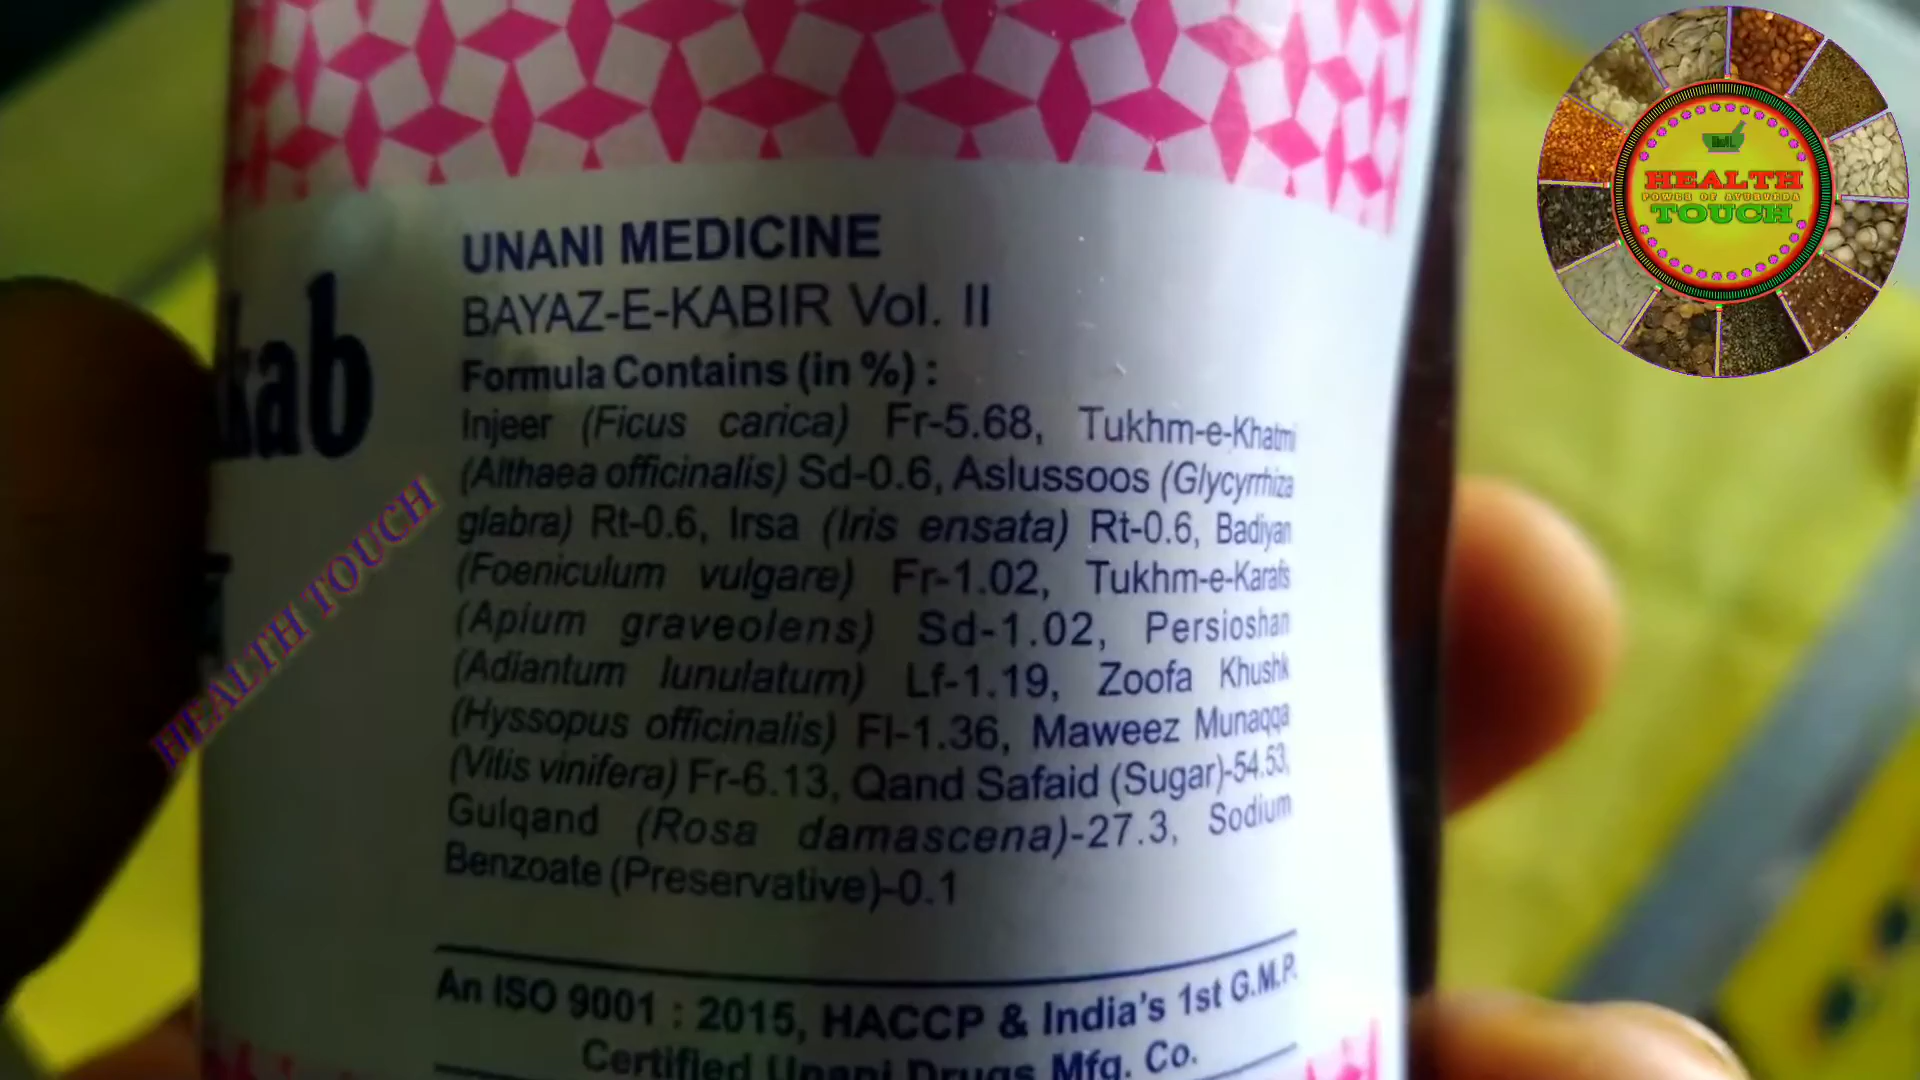 UNANI MEDICINE
BAYAZ-E-KABIR Vol. II
Formula Contains (in %) :
Injeer (Ficus carica) Fr-5.68, Tukhm-e-Khatmi
(Althaea officinalis) Sd-0.6, Aslussoos (Glycyrrhiza
glabra) Rt-0.6, Irsa (Iris ensata) Rt-0.6, Badiyan
(Foeniculum vulgare) Fr-1.02, Tukhm-e-Karafs
(Apium graveolens) Sd-1.02, Persioshan
(Adiantum lunulatum) Lf-1.19, Zoofa Khushk
(Hyssopus officinalis) Fl-1.36, Maweez Munaqqa
(Vitis vinifera) Fr-6.13, Qand Safaid (Sugar)-54.53,
Gulqand (Rosa damascena)-27.3, Sodium
Benzoate (Preservative)-0.1
An ISO 9001 : 2015, HACCP & India's 1st G.M.P.
Certified Unani Drugs Mfg. Co.
kab
HEALTH TOUCH
HEALTH
POWER OF AYURVEDA
TOUCH